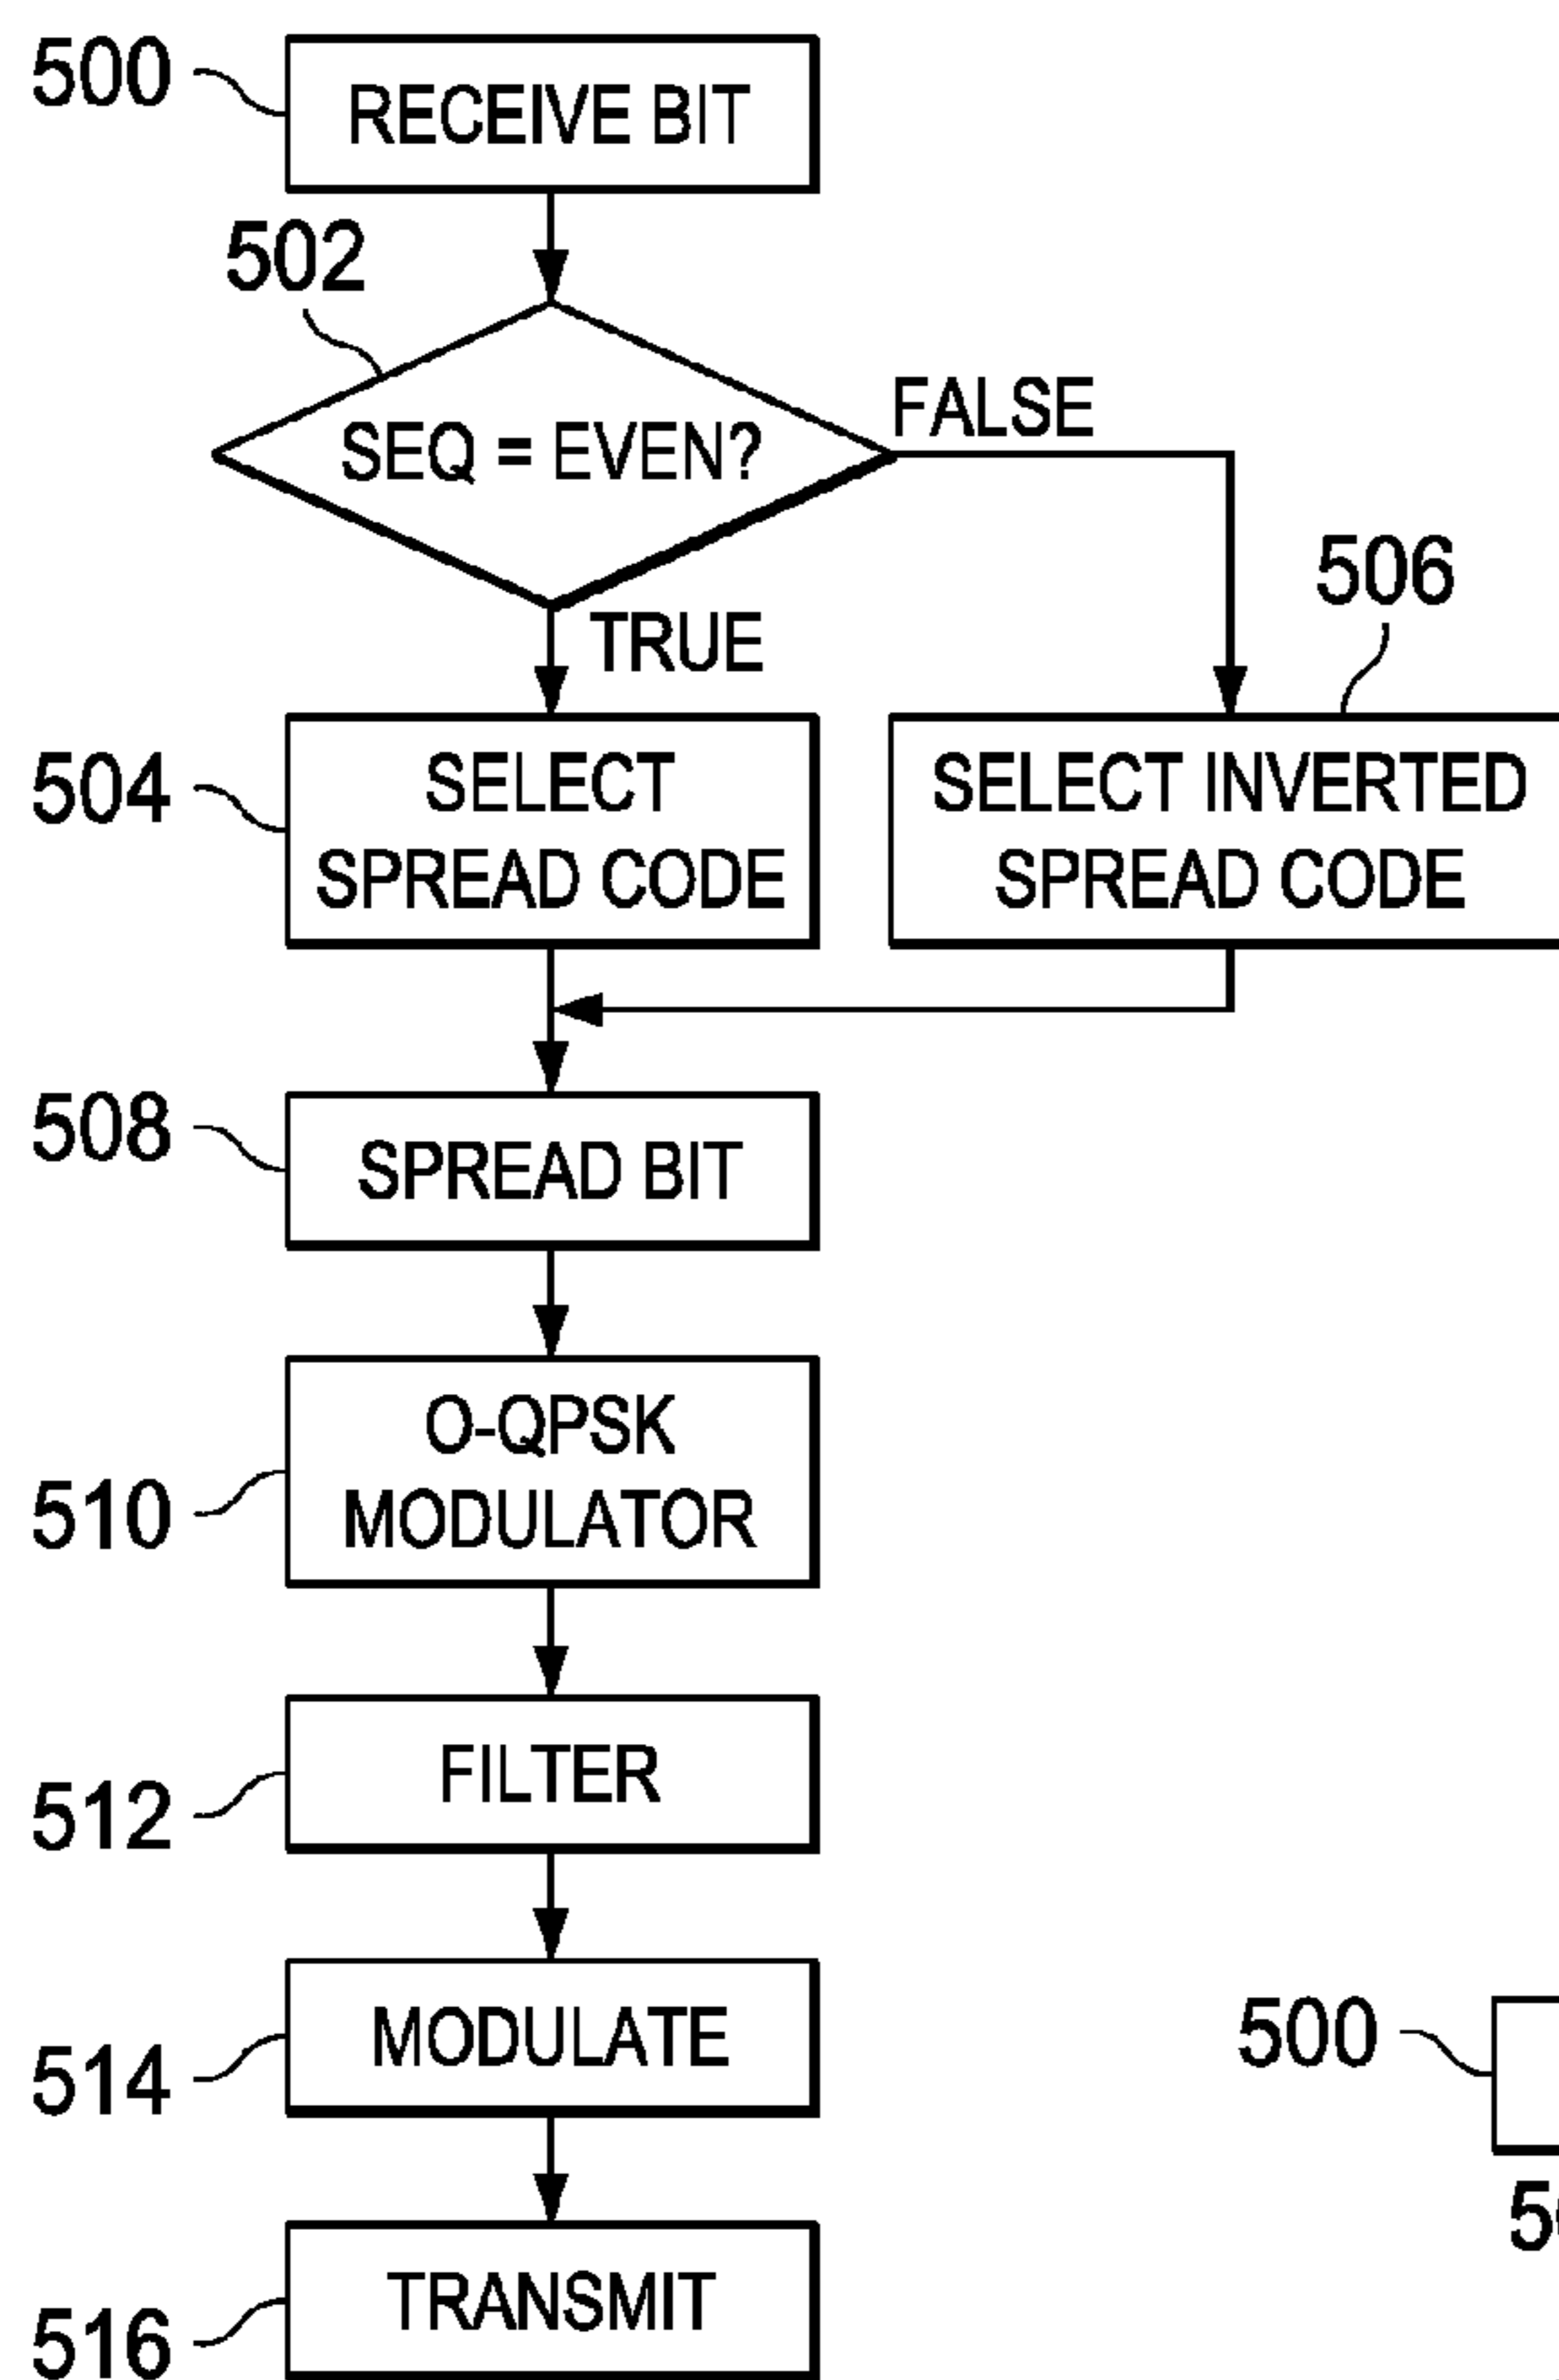 500
RECEIVE BIT
502
SEQ = EVEN?
FALSE
TRUE
506
504
SELECT
SPREAD CODE
SELECT INVERTED
SPREAD CODE
508
SPREAD BIT
O-QPSK
MODULATOR
510
FILTER
512
MODULATE
514
500
TRANSMIT
516